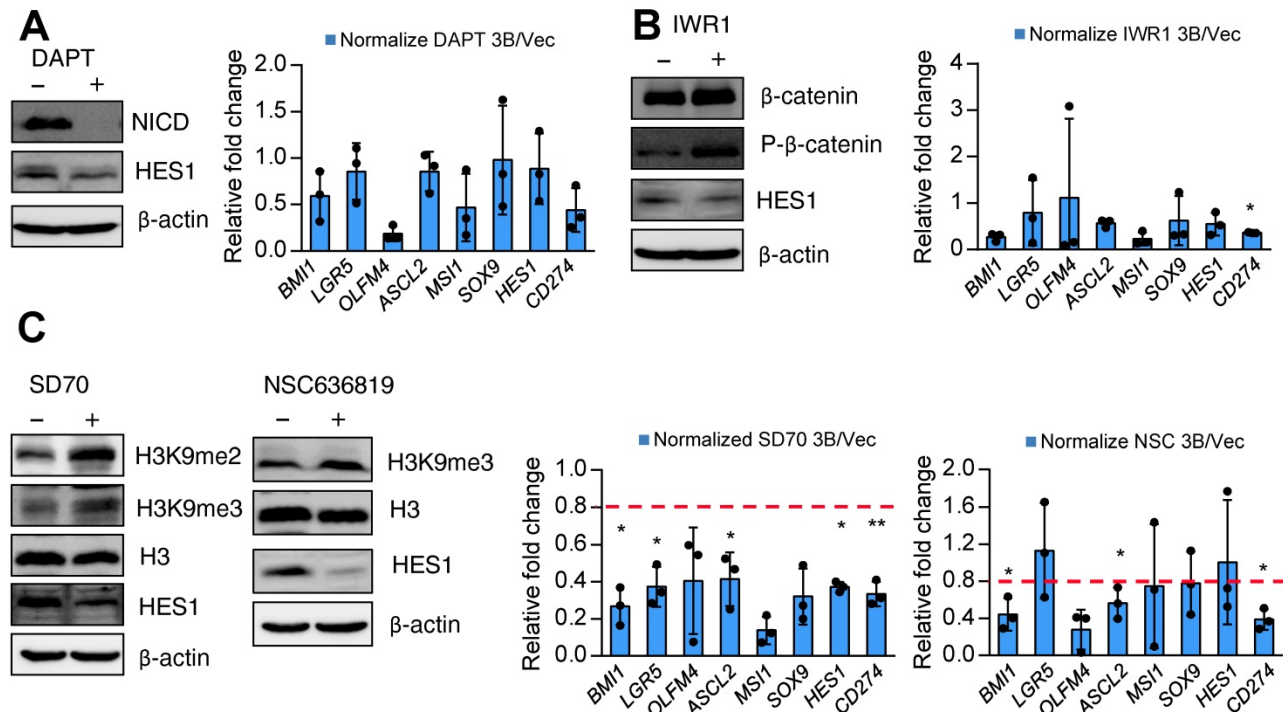 A
DAPT
– +
NICD
HES1
β-actin
Normalize DAPT 3B/Vec
Relative fold change
2.0
1.5
1.0
0.5
0.0
BMI1 LGR5 OLFM4 ASCL2 MSI1 SOX9 HES1 CD274
B
IWR1
– +
β-catenin
P-β-catenin
HES1
β-actin
Normalize IWR1 3B/Vec
Relative fold change
4
3
2
1
0
*
BMI1 LGR5 OLFM4 ASCL2 MSI1 SOX9 HES1 CD274
C
SD70
– +
H3K9me2
H3K9me3
H3
HES1
β-actin
NSC636819
– +
H3K9me3
H3
HES1
β-actin
Normalized SD70 3B/Vec
Relative fold change
1.0
0.8
0.6
0.4
0.2
0.0
* * * * **
BMI1 LGR5 OLFM4 ASCL2 MSI1 SOX9 HES1 CD274
Normalize NSC 3B/Vec
Relative fold change
2.0
1.6
1.2
0.8
0.4
0.0
* * *
BMI1 LGR5 OLFM4 ASCL2 MSI1 SOX9 HES1 CD274